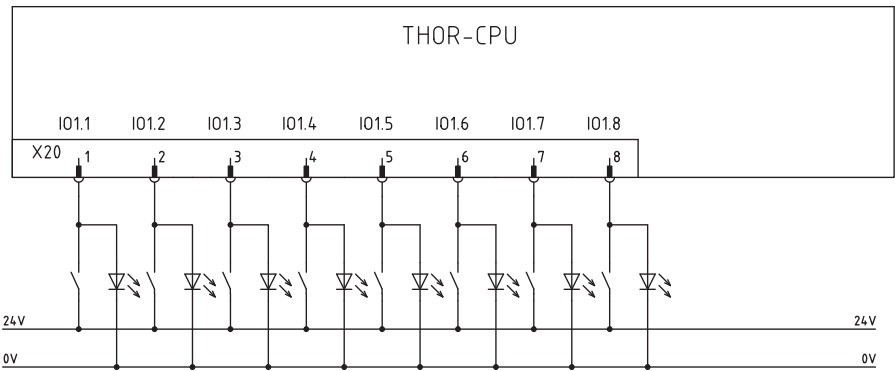 THOR-CPU
IO1.1 IO1.2 IO1.3 IO1.4 IO1.5 IO1.6 IO1.7 IO1.8
X20 1 2 3 4 5 6 7 8
24V 24V
0V 0V